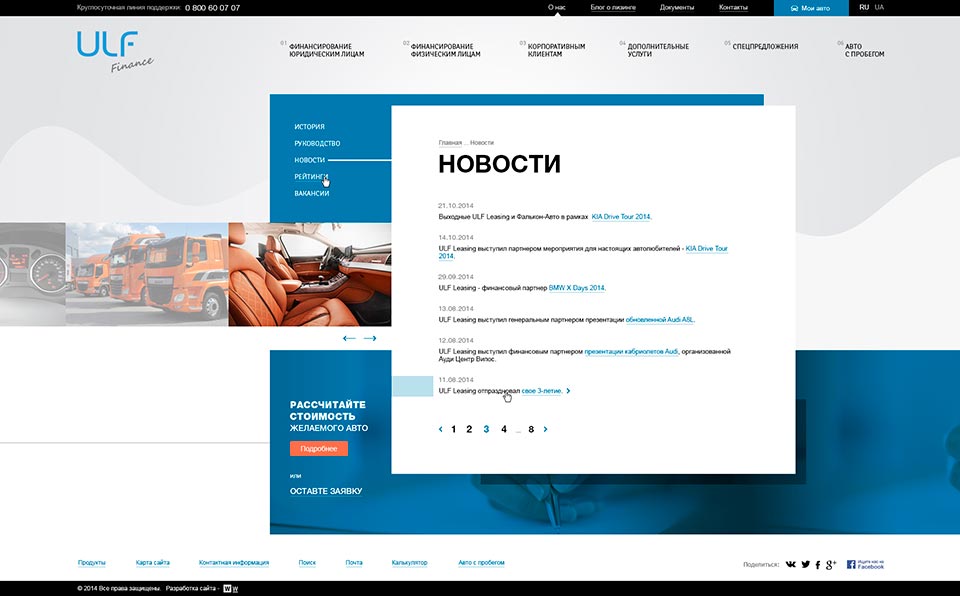 Круглосуточная линия поддержки: 0 800 60 07 07
О нас
Блог о лизинге
Документы
Контакты
Мои авто
RU UA
ULF
Finance
01 ФИНАНСИРОВАНИЕ
ЮРИДИЧЕСКИМ ЛИЦАМ
02 ФИНАНСИРОВАНИЕ
ФИЗИЧЕСКИМ ЛИЦАМ
03 КОРПОРАТИВНЫМ
КЛИЕНТАМ
04 ДОПОЛНИТЕЛЬНЫЕ
УСЛУГИ
05 СПЕЦПРЕДЛОЖЕНИЯ
06 АВТО
С ПРОБЕГОМ
ИСТОРИЯ
РУКОВОДСТВО
НОВОСТИ
РЕЙТИНГИ
ВАКАНСИИ
Главная ... Новости
НОВОСТИ
21.10.2014
Выходные ULF Leasing и Фалькон-Авто в рамках KIA Drive Tour 2014.
14.10.2014
ULF Leasing выступил партнером мероприятия для настоящих автолюбителей - KIA Drive Tour
2014.
29.09.2014
ULF Leasing - финансовый партнер BMW X Days 2014.
13.08.2014
ULF Leasing выступил генеральным партнером презентации обновленной Audi A8L.
12.08.2014
ULF Leasing выступил финансовым партнером презентации кабриолетов Audi, организованной
Ауди Центр Випос.
11.08.2014
ULF Leasing отпраздновал свое 3-летие.
1 2 3 4 ... 8
РАССЧИТАЙТЕ
СТОИМОСТЬ
ЖЕЛАЕМОГО АВТО
Подробнее
или
ОСТАВТЕ ЗАЯВКУ
Продукты
Карта сайта
Контактная информация
Поиск
Почта
Калькулятор
Авто с пробегом
Поделиться:
Ищите нас на
Facebook
© 2014 Все права защищены. Разработка сайта -